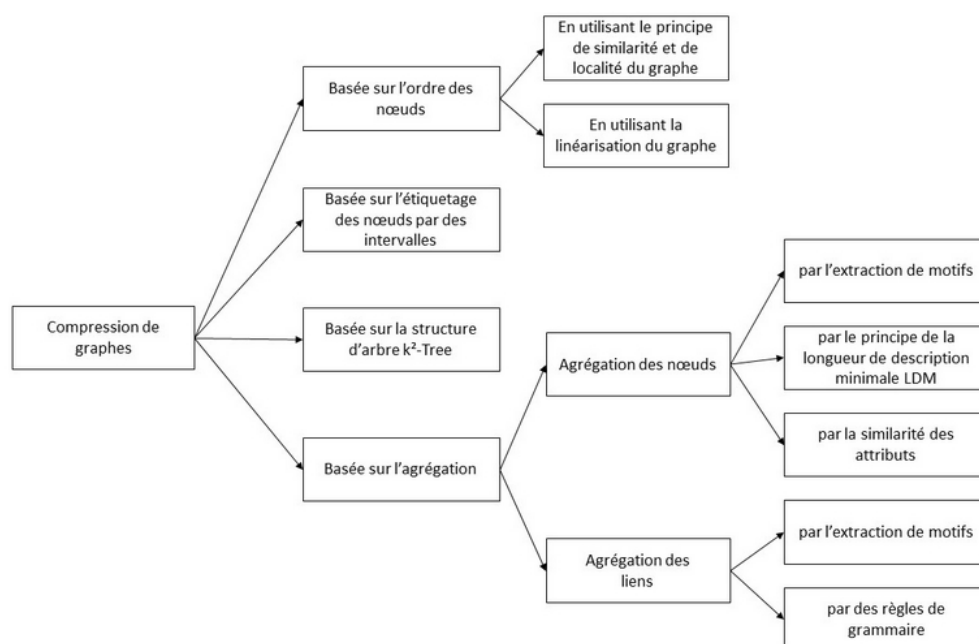 Compression de
graphes
Basée sur l'ordre des
nœuds
En utilisant le principe
de similarité et de
localité du graphe
En utilisant la
linéarisation du graphe
Basée sur l'étiquetage
des nœuds par des
intervalles
Basée sur la structure
d'arbre k²-Tree
Basée sur l'agrégation
Agrégation des nœuds
par l'extraction de motifs
par le principe de la
longueur de description
minimale LDM
par la similarité des
attributs
Agrégation des
liens
par l'extraction de motifs
par des règles de
grammaire